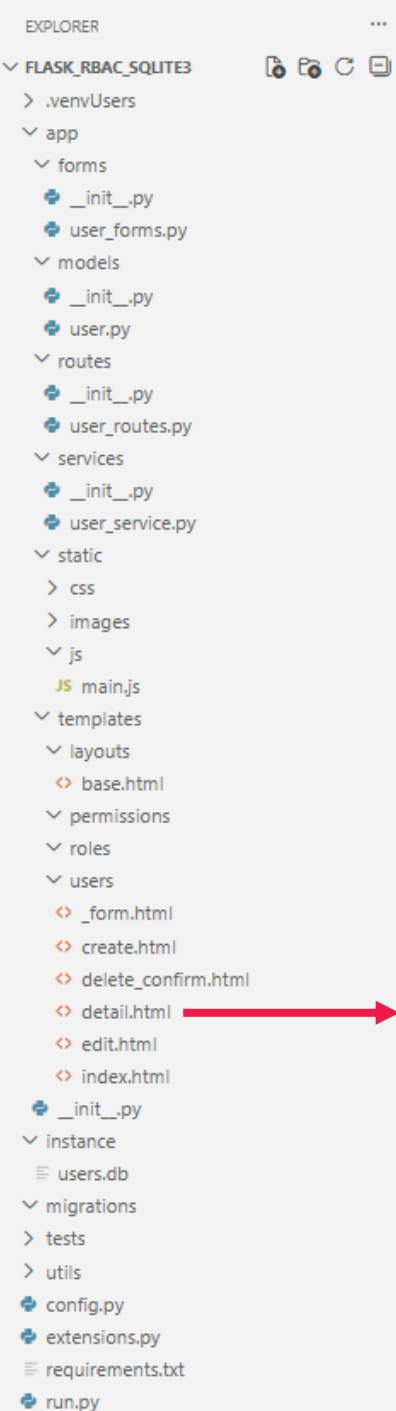 EXPLORER ...
FLASK_RBAC_SQLITE3
.venvUsers
app
forms
__init__.py
user_forms.py
models
__init__.py
user.py
routes
__init__.py
user_routes.py
services
__init__.py
user_service.py
static
css
images
js
JS main.js
templates
layouts
<> base.html
permissions
roles
users
<> _form.html
<> create.html
<> delete_confirm.html
<> detail.html
<> edit.html
<> index.html
__init__.py
instance
users.db
migrations
tests
utils
config.py
extensions.py
requirements.txt
run.py